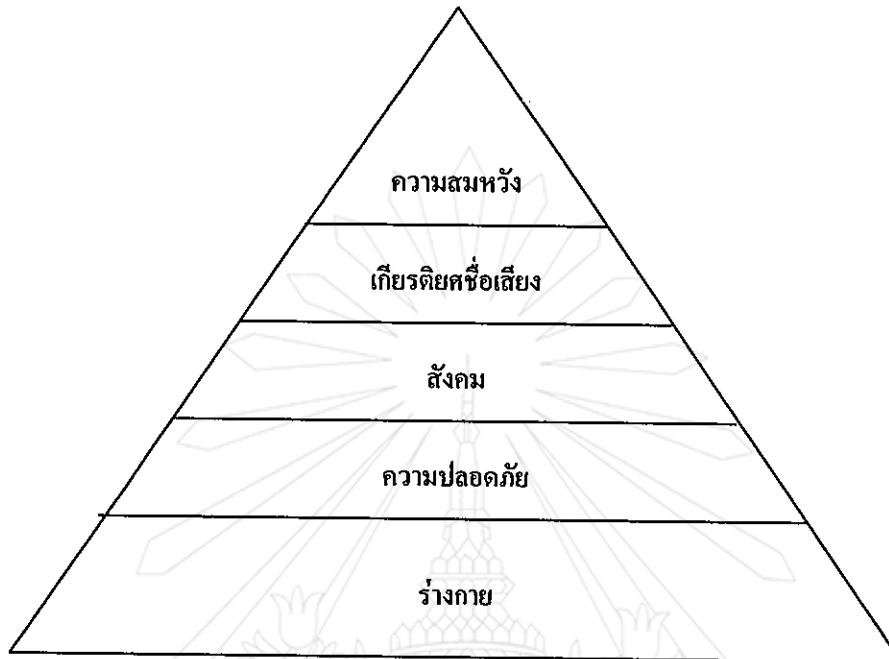 ความสมหวัง
เกียรติยศชื่อเสียง
สังคม
ความปลอดภัย
ร่างกาย